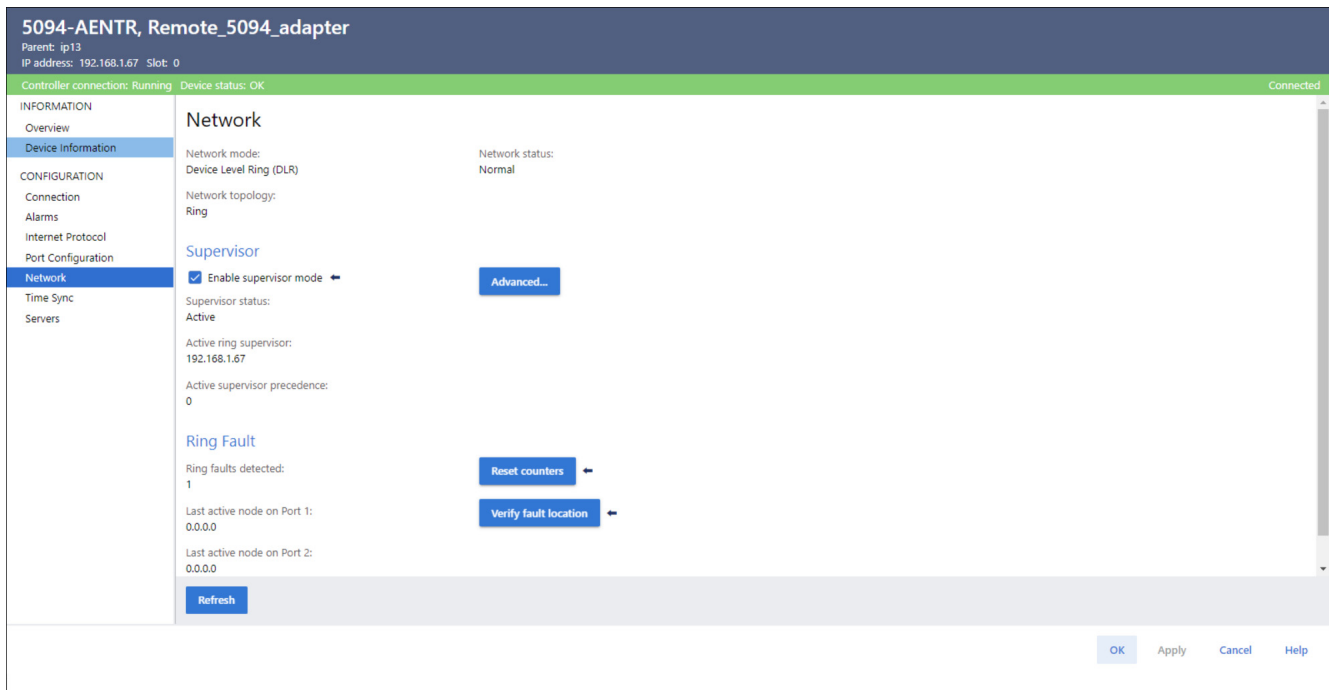 5094-AENTR, Remote_5094_adapter
Parent: ip13
IP address: 192.168.1.67 Slot: 0
Controller connection: Running Device status: OK Connected
INFORMATION
Overview
Device Information
CONFIGURATION
Connection
Alarms
Internet Protocol
Port Configuration
Network
Time Sync
Servers
Network
Network mode:
Device Level Ring (DLR)
Network status:
Normal
Network topology:
Ring
Supervisor
Enable supervisor mode
Advanced...
Supervisor status:
Active
Active ring supervisor:
192.168.1.67
Active supervisor precedence:
0
Ring Fault
Ring faults detected:
1
Reset counters
Last active node on Port 1:
0.0.0.0
Verify fault location
Last active node on Port 2:
0.0.0.0
Refresh
OK Apply Cancel Help